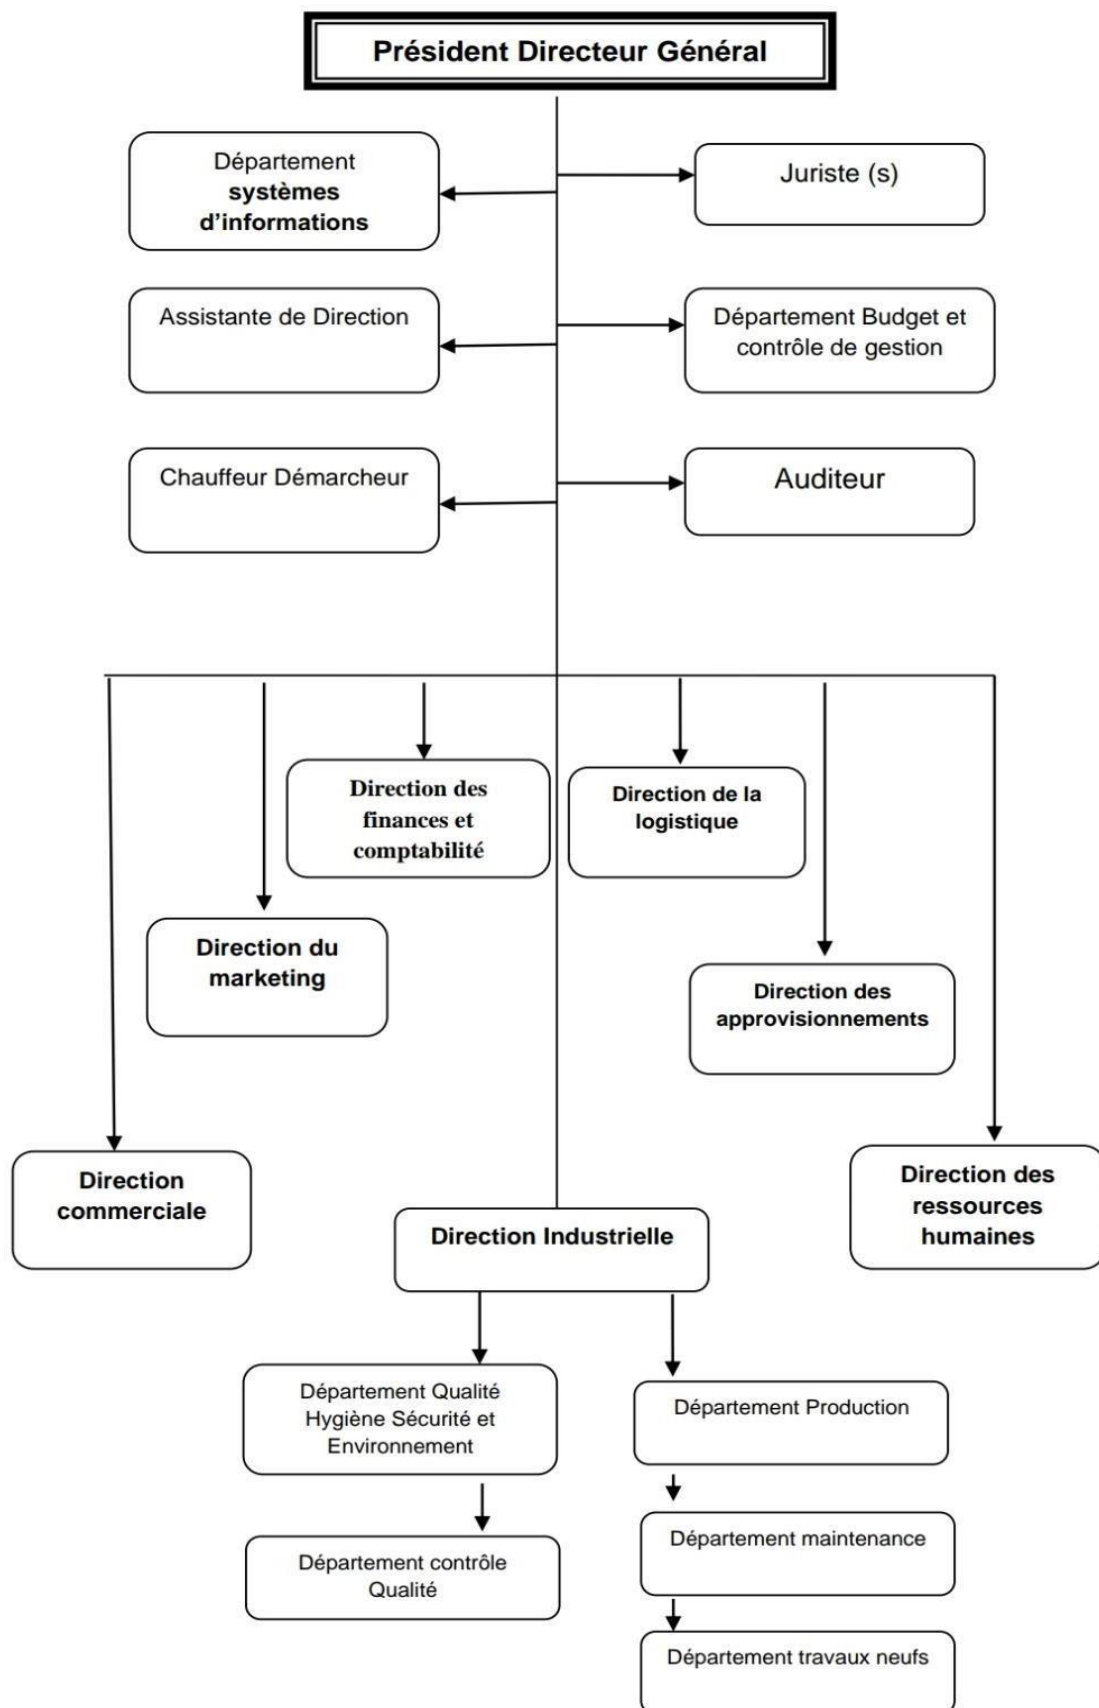 Président Directeur Général
Département
systèmes
d'informations
Juriste (s)
Assistante de Direction
Département Budget et
contrôle de gestion
Chauffeur Démarcheur
Auditeur
Direction des
finances et
comptabilité
Direction de la
logistique
Direction du
marketing
Direction des
approvisionnements
Direction
commerciale
Direction des
ressources
humaines
Direction Industrielle
Département Qualité
Hygiène Sécurité et
Environnement
Département Production
Département contrôle
Qualité
Département maintenance
Département travaux neufs